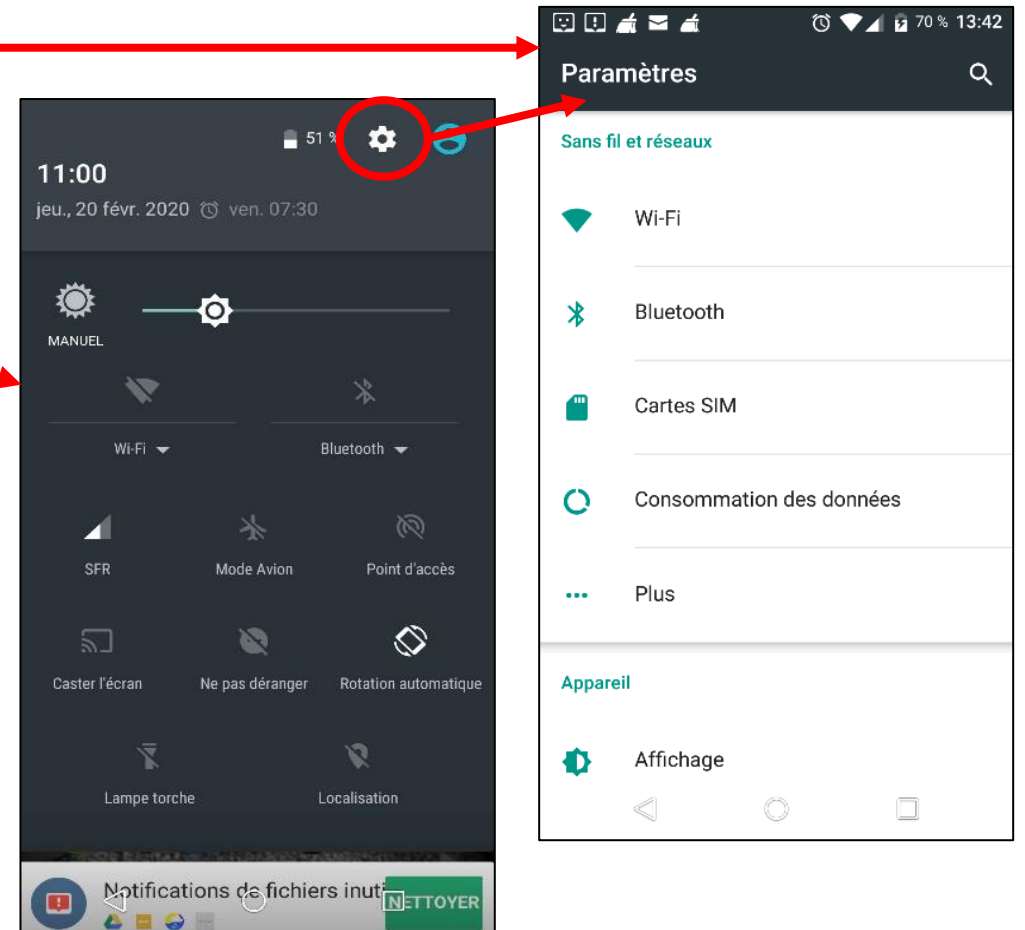 51 %
11:00
jeu., 20 févr. 2020 ven. 07:30
MANUEL
Wi-Fi Bluetooth
SFR Mode Avion Point d'accès
Caster l'écran Ne pas déranger Rotation automatique
Lampe torche Localisation
Notifications de fichiers inuti
NETTOYER
70 % 13:42
Paramètres
Sans fil et réseaux
Wi-Fi
Bluetooth
Cartes SIM
Consommation des données
Plus
Appareil
Affichage